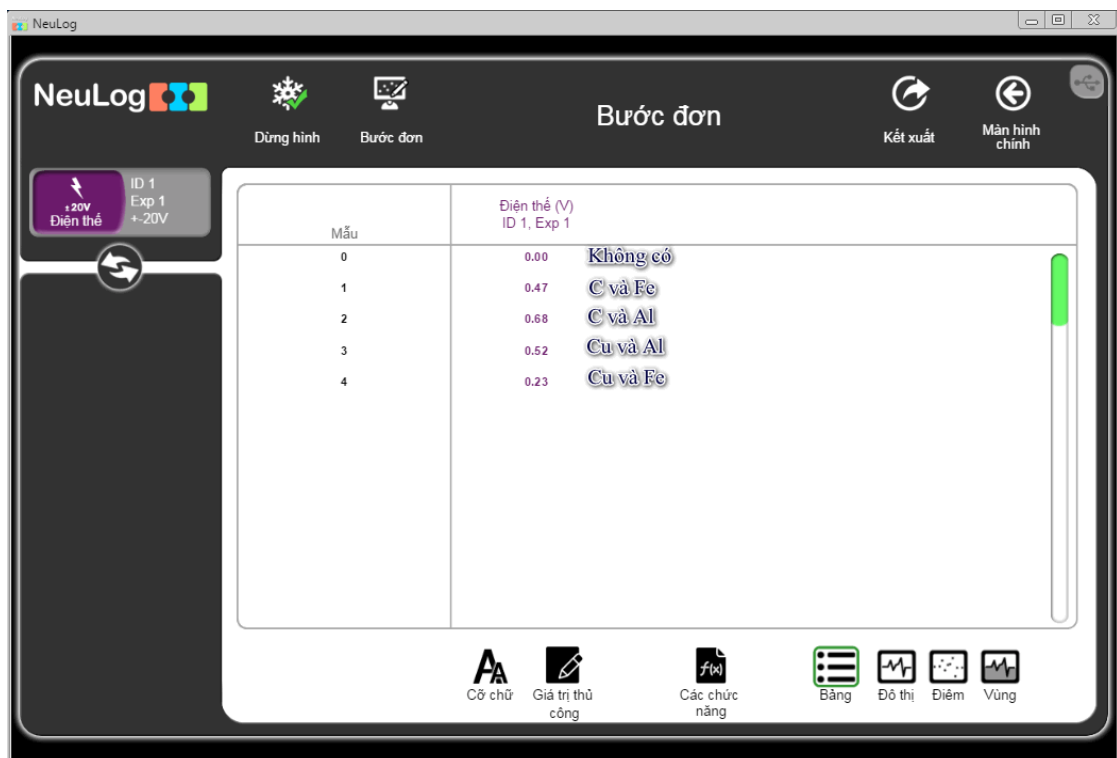 NeuLog
NeuLog
Dừng hình
Bước đơn
Bước đơn
Kết xuất
Màn hình
chính
±20V
Điện thế
ID 1
Exp 1
+-20V
Mẫu
Điện thế (V)
ID 1, Exp 1
0 0.00 Không có
1 0.47 C và Fe
2 0.68 C và Al
3 0.52 Cu và Al
4 0.23 Cu và Fe
AA
Cỡ chữ
Giá trị thủ
công
f(x)
Các chức
năng
Bảng
Đồ thị
Điểm
Vùng